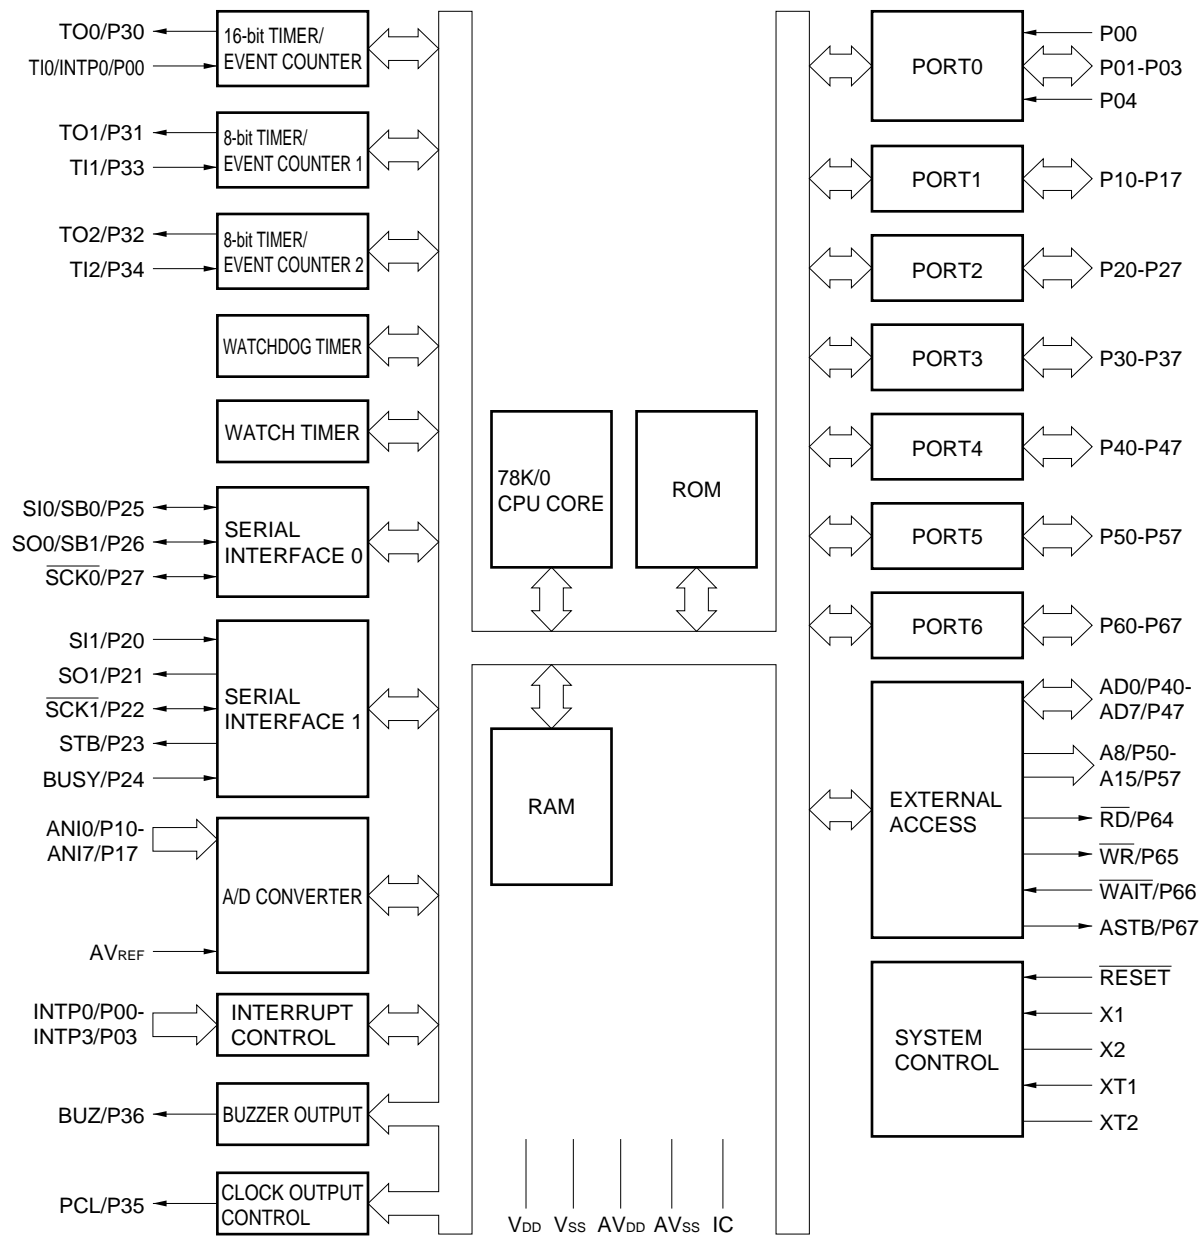 TO0/P30
TI0/INTP0/P00
16-bit TIMER/
EVENT COUNTER
TO1/P31
TI1/P33
8-bit TIMER/
EVENT COUNTER 1
TO2/P32
TI2/P34
8-bit TIMER/
EVENT COUNTER 2
WATCHDOG TIMER
WATCH TIMER
SI0/SB0/P25
SO0/SB1/P26
SCK0/P27
SERIAL
INTERFACE 0
SI1/P20
SO1/P21
SCK1/P22
STB/P23
BUSY/P24
SERIAL
INTERFACE 1
ANI0/P10-
ANI7/P17
AVREF
A/D CONVERTER
INTP0/P00-
INTP3/P03
INTERRUPT
CONTROL
BUZ/P36
BUZZER OUTPUT
PCL/P35
CLOCK OUTPUT
CONTROL
78K/0
CPU CORE
ROM
RAM
VDD VSS AVDD AVSS IC
PORT0
P00
P01-P03
P04
PORT1
P10-P17
PORT2
P20-P27
PORT3
P30-P37
PORT4
P40-P47
PORT5
P50-P57
PORT6
P60-P67
EXTERNAL
ACCESS
AD0/P40-
AD7/P47
A8/P50-
A15/P57
RD/P64
WR/P65
WAIT/P66
ASTB/P67
SYSTEM
CONTROL
RESET
X1
X2
XT1
XT2